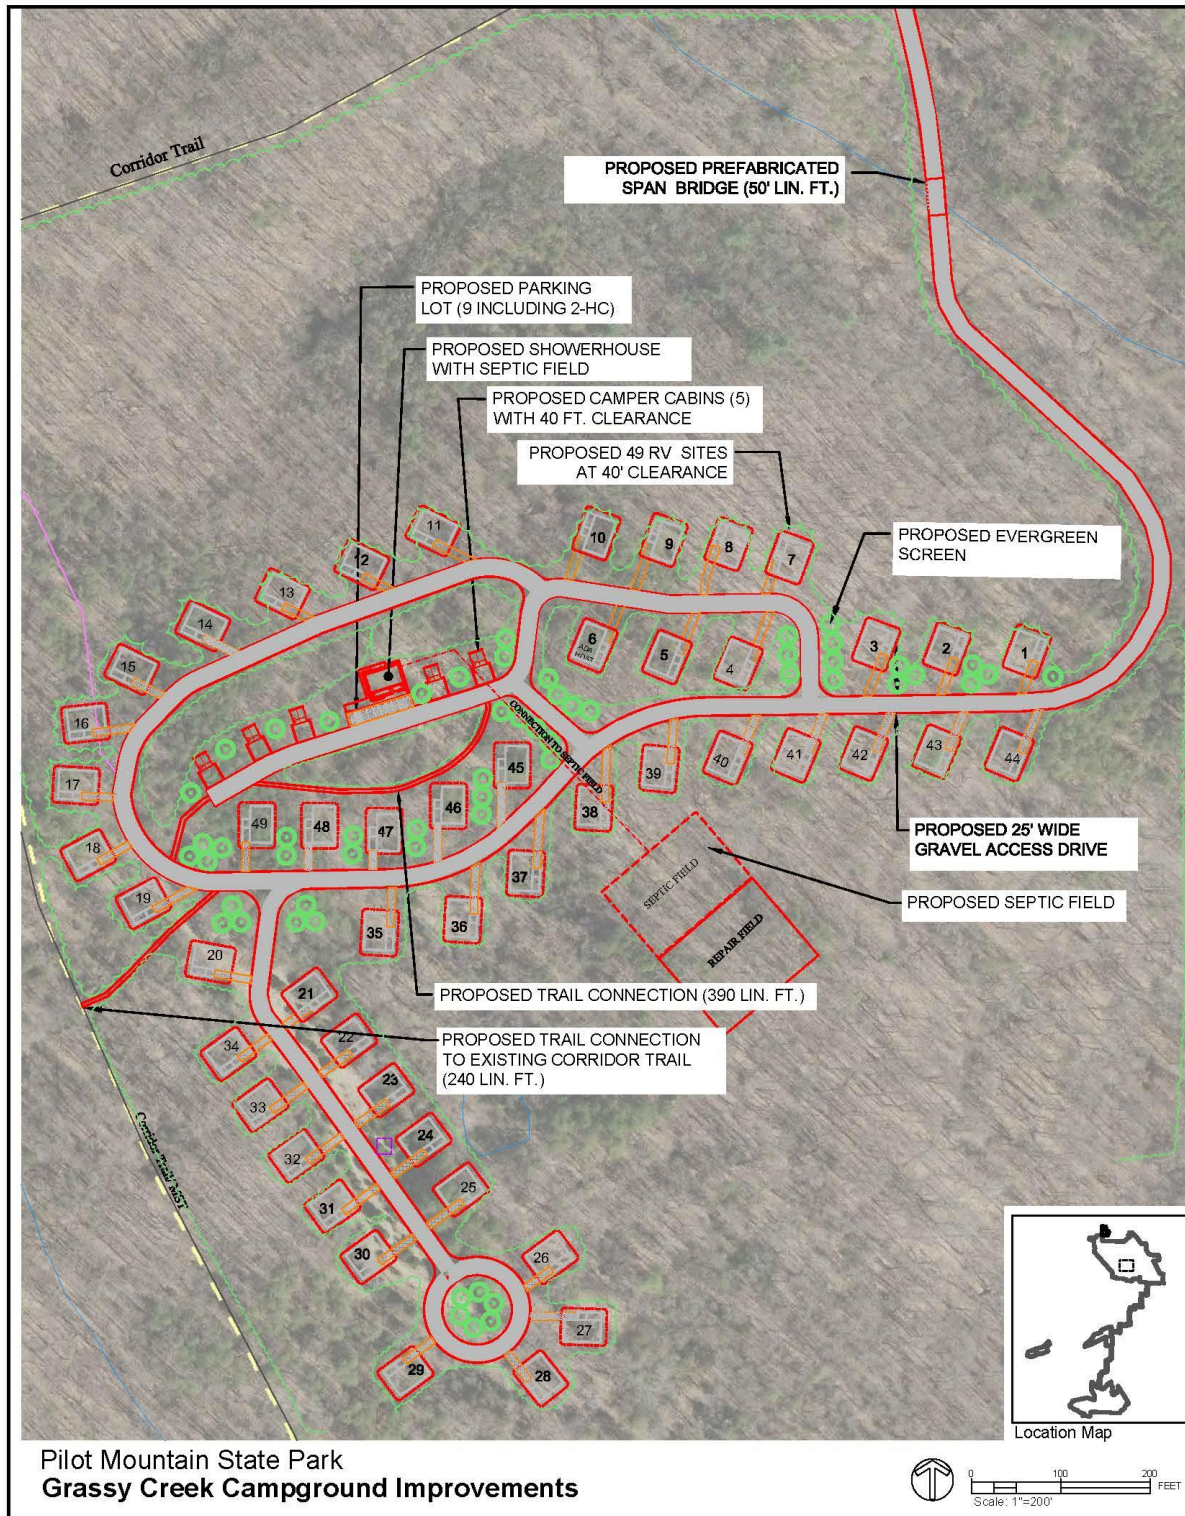 Corridor Trail
PROPOSED PREFABRICATED
SPAN BRIDGE (50' LIN. FT.)
PROPOSED PARKING
LOT (9 INCLUDING 2-HC)
PROPOSED SHOWERHOUSE
WITH SEPTIC FIELD
PROPOSED CAMPER CABINS (5)
WITH 40 FT. CLEARANCE
PROPOSED 49 RV SITES
AT 40' CLEARANCE
PROPOSED EVERGREEN
SCREEN
11
10
9
8
7
12
13
14
15
16
17
18
19
20
6
ADA
HOST
5
4
3
2
1
CONNECTION TO SEPTIC FIELD
45
46
47
48
49
39
40
41
42
43
44
38
37
36
35
PROPOSED 25' WIDE
GRAVEL ACCESS DRIVE
SEPTIC FIELD
REPAIR FIELD
PROPOSED SEPTIC FIELD
PROPOSED TRAIL CONNECTION (390 LIN. FT.)
PROPOSED TRAIL CONNECTION
TO EXISTING CORRIDOR TRAIL
(240 LIN. FT.)
21
34
22
33
23
32
24
31
25
30
26
27
28
29
Corridor Trail/ MST
Location Map
Pilot Mountain State Park
Grassy Creek Campground Improvements
0 100 200
FEET
Scale: 1"=200'